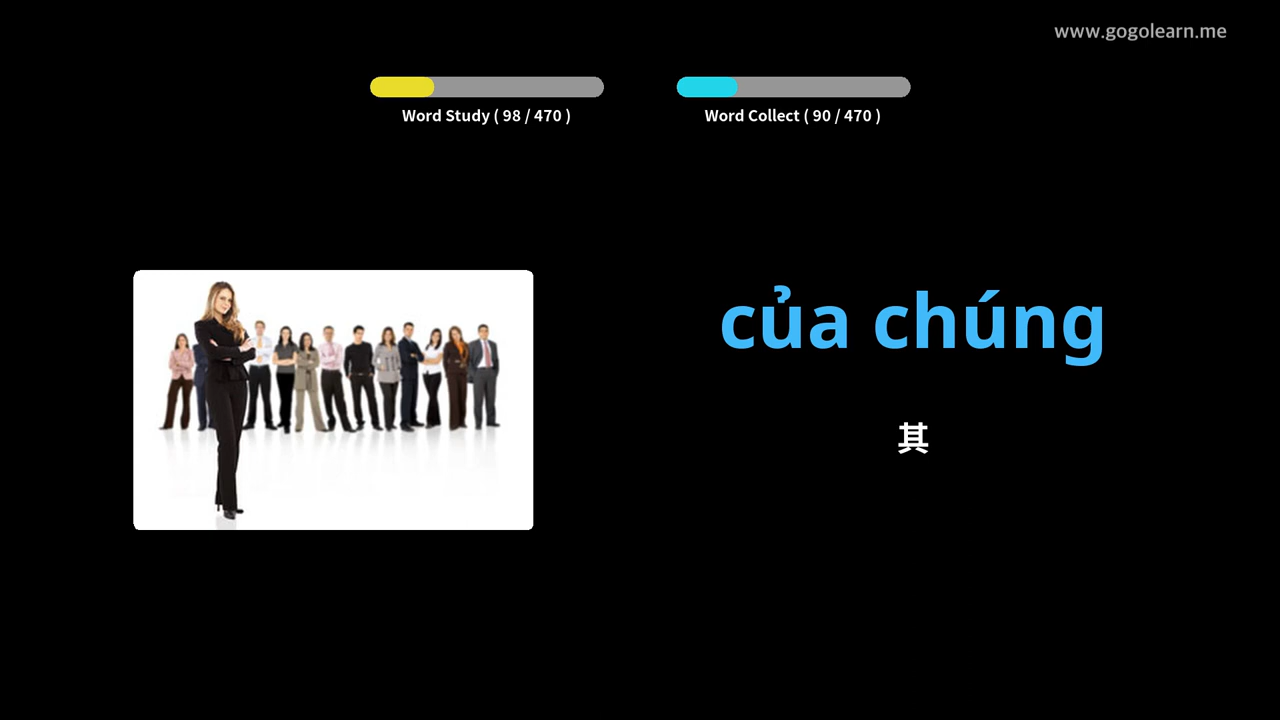 www.gogolearn.me
Word Study ( 98 / 470 )
Word Collect ( 90 / 470 )
của chúng
其